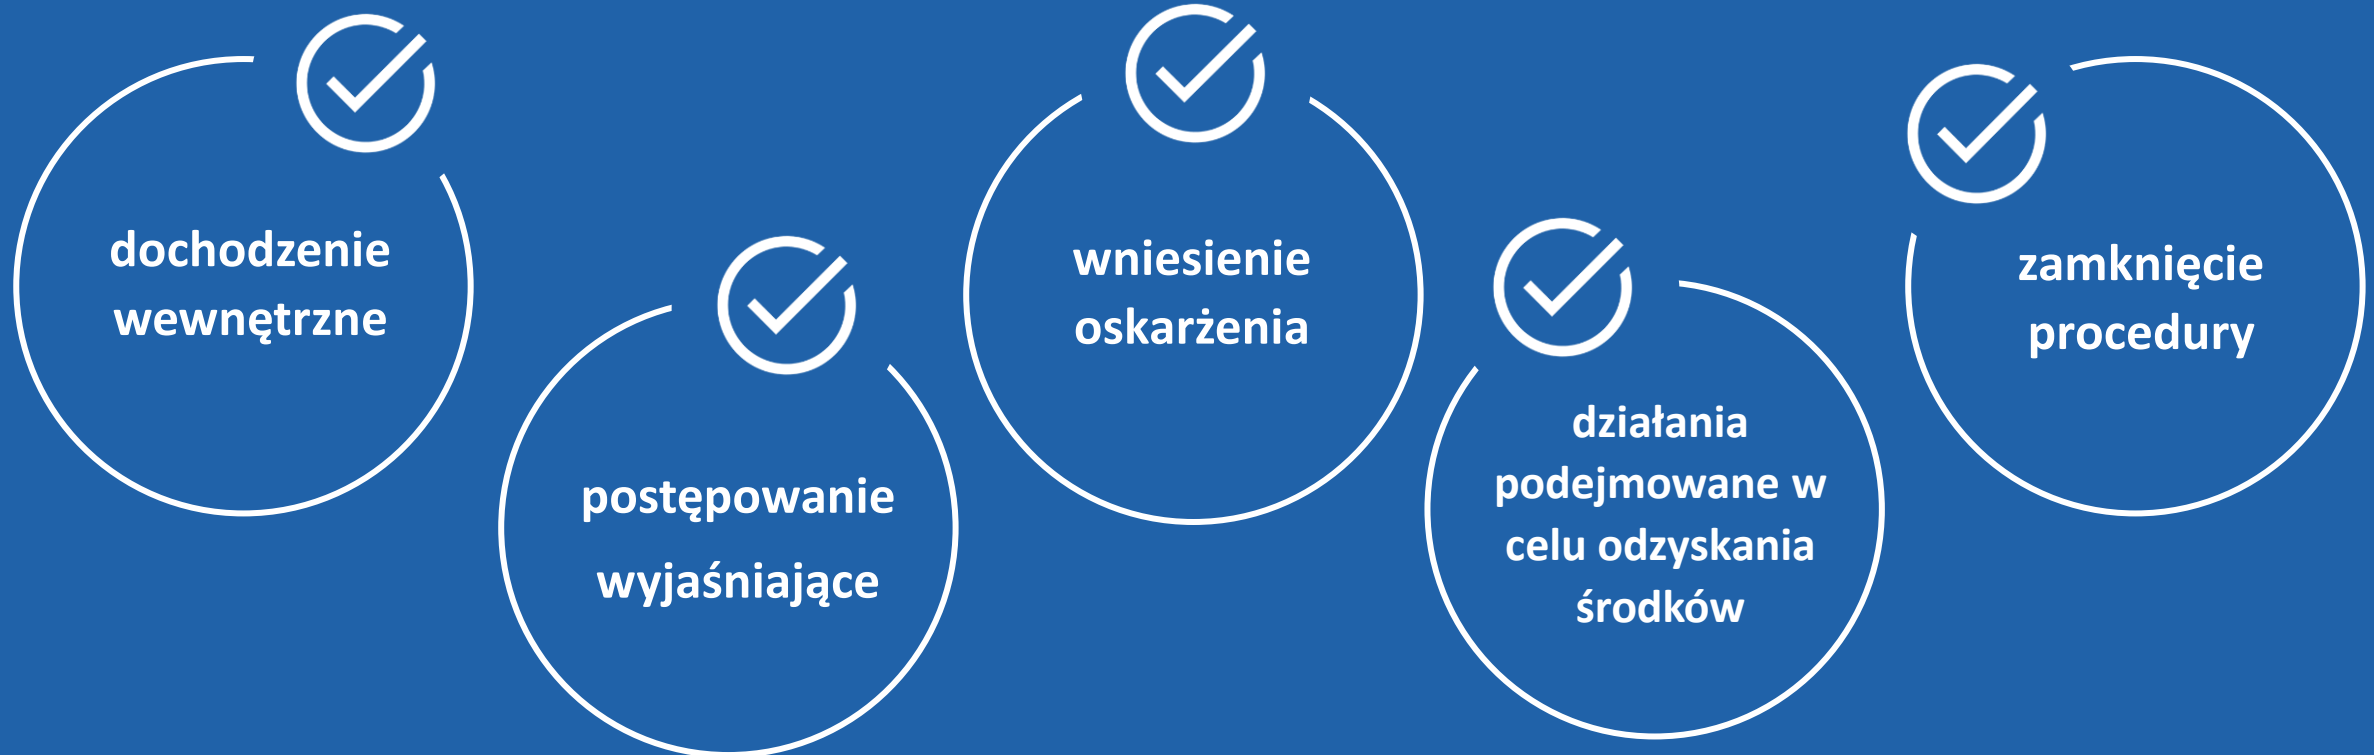 dochodzenie
wewnętrzne
postępowanie
wyjaśniające
wniesienie
oskarżenia
działania
podejmowane w
celu odzyskania
środków
zamknięcie
procedury